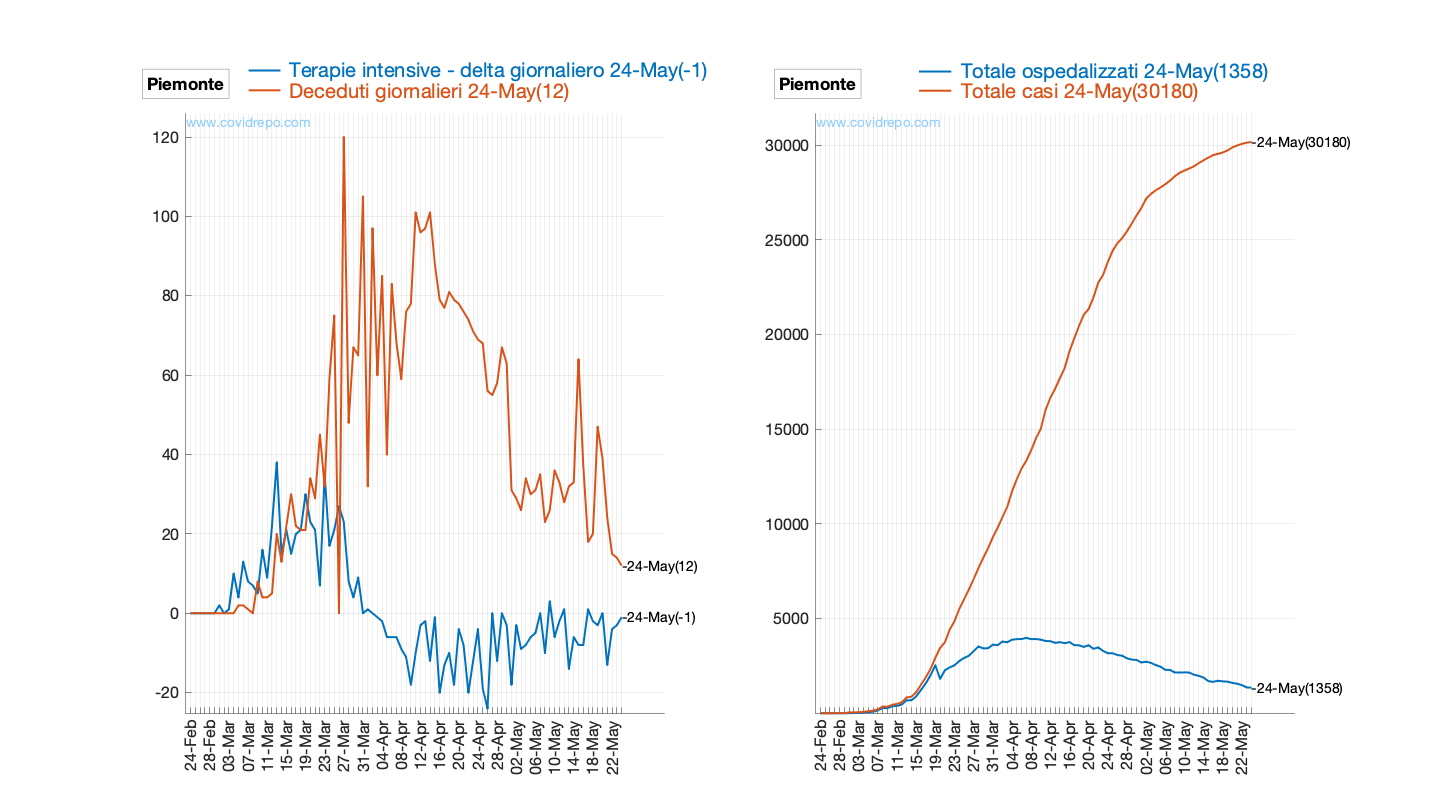 Piemonte
Terapie intensive - delta giornaliero 24-May(-1)
Deceduti giornalieri 24-May(12)
www.covidrepo.com
120
100
80
60
40
20
0
-20
-24-May(12)
-24-May(-1)
24-Feb
28-Feb
03-Mar
07-Mar
11-Mar
15-Mar
19-Mar
23-Mar
27-Mar
31-Mar
04-Apr
08-Apr
12-Apr
16-Apr
20-Apr
24-Apr
28-Apr
02-May
06-May
10-May
14-May
18-May
22-May
Piemonte
Totale ospedalizzati 24-May(1358)
Totale casi 24-May(30180)
www.covidrepo.com
30000
25000
20000
15000
10000
5000
-24-May(30180)
-24-May(1358)
24-Feb
28-Feb
03-Mar
07-Mar
11-Mar
15-Mar
19-Mar
23-Mar
27-Mar
31-Mar
04-Apr
08-Apr
12-Apr
16-Apr
20-Apr
24-Apr
28-Apr
02-May
06-May
10-May
14-May
18-May
22-May